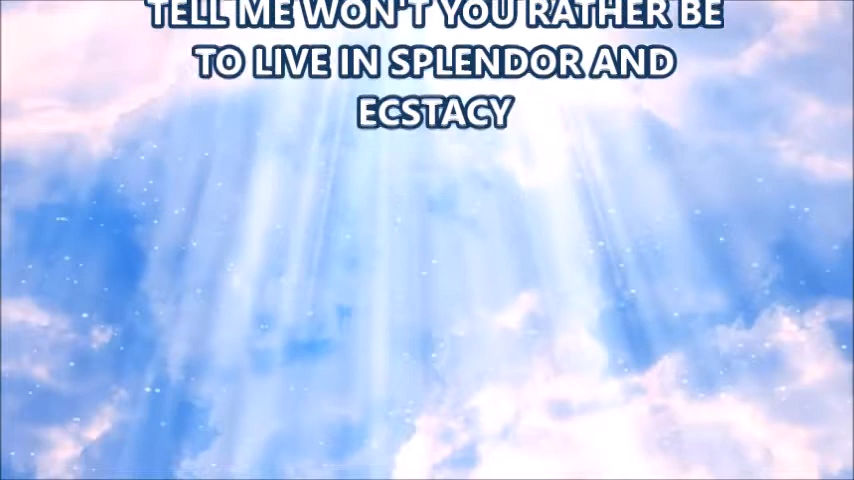 TELL ME WON'T YOU RATHER BE
TO LIVE IN SPLENDOR AND
ECSTACY